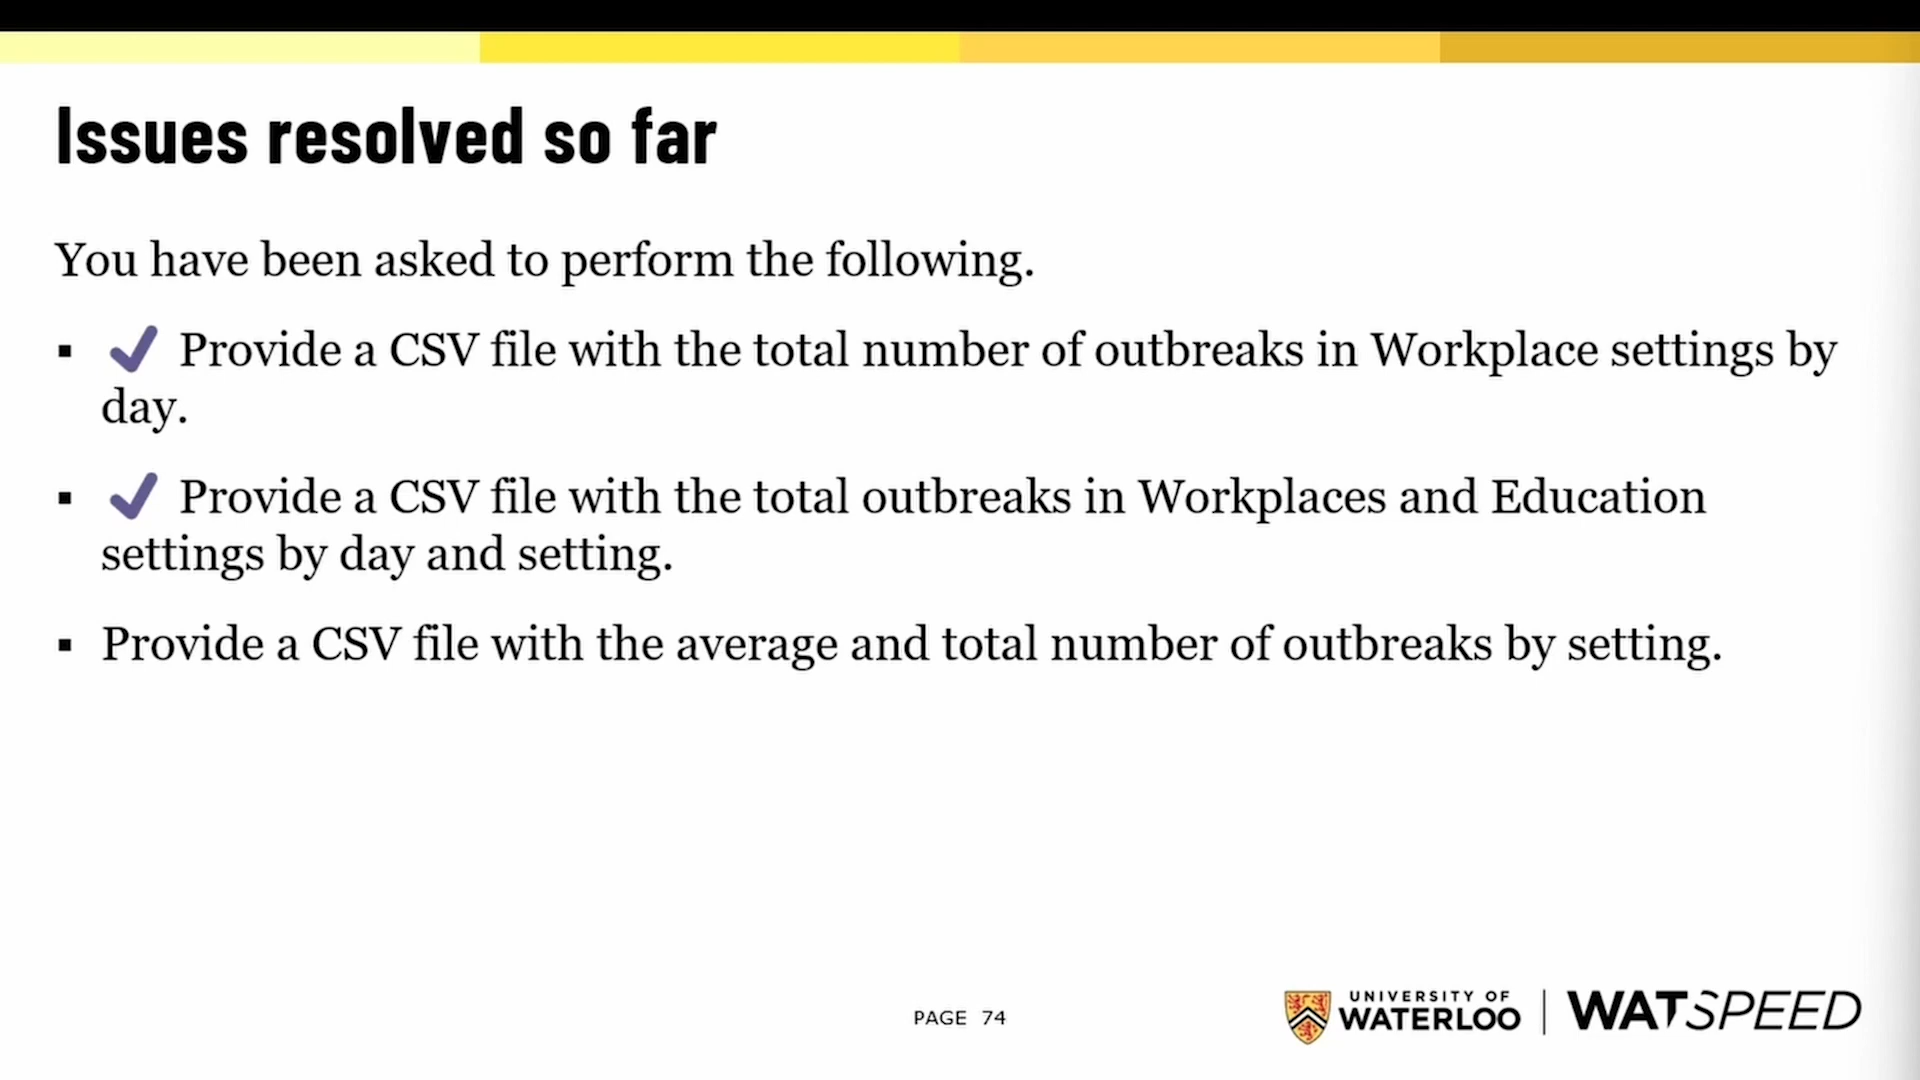 Issues resolved so far
You have been asked to perform the following.
▪ ✔ Provide a CSV file with the total number of outbreaks in Workplace settings by
day.
▪ ✔ Provide a CSV file with the total outbreaks in Workplaces and Education
settings by day and setting.
▪ Provide a CSV file with the average and total number of outbreaks by setting.
PAGE 74
UNIVERSITY OF
WATERLOO
WATSPEED